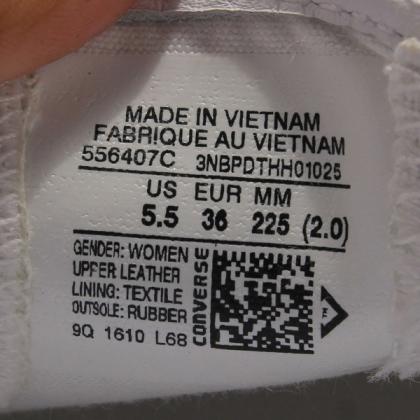 MADE IN VIETNAM
FABRIQUE AU VIETNAM
556407C 3NBPDTHH01025
US EUR MM
5.5 36 225 (2.0)
GENDER: WOMEN
UPPER LEATHER
LINING: TEXTILE
OUTSOLE: RUBBER
9Q 1610 L68
CONVERSE